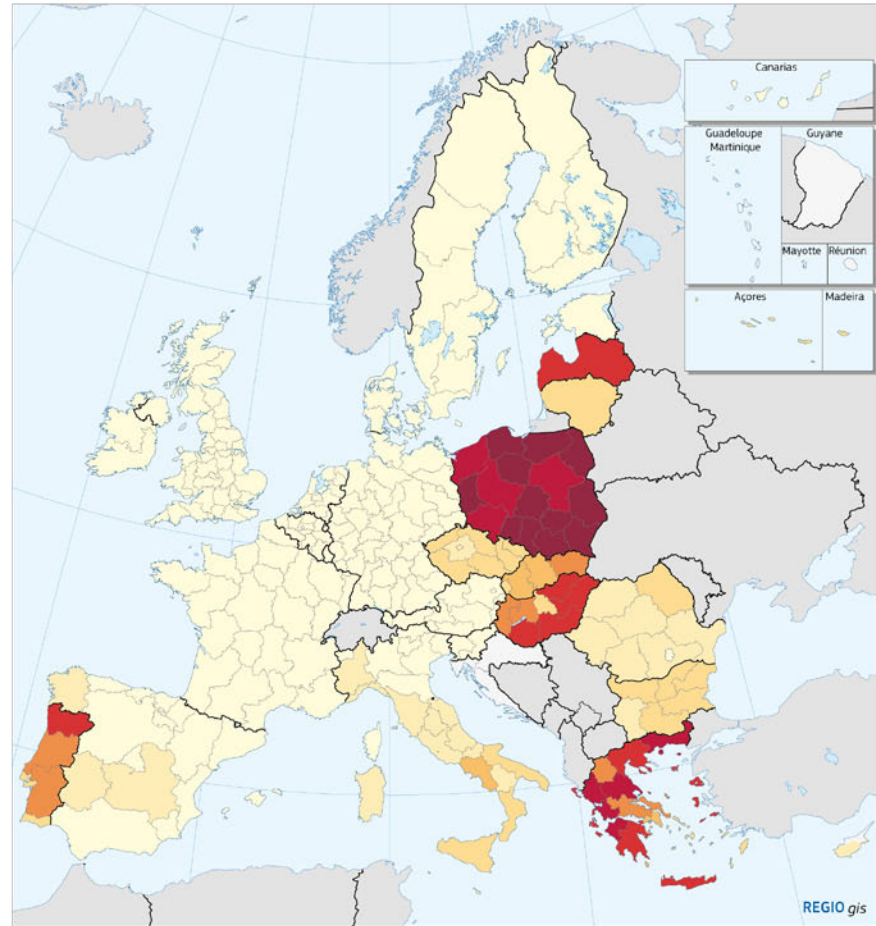 Canarias
Guadeloupe
Martinique
Guyane
Mayotte
Réunion
Açores
Madeira
REGIO gis